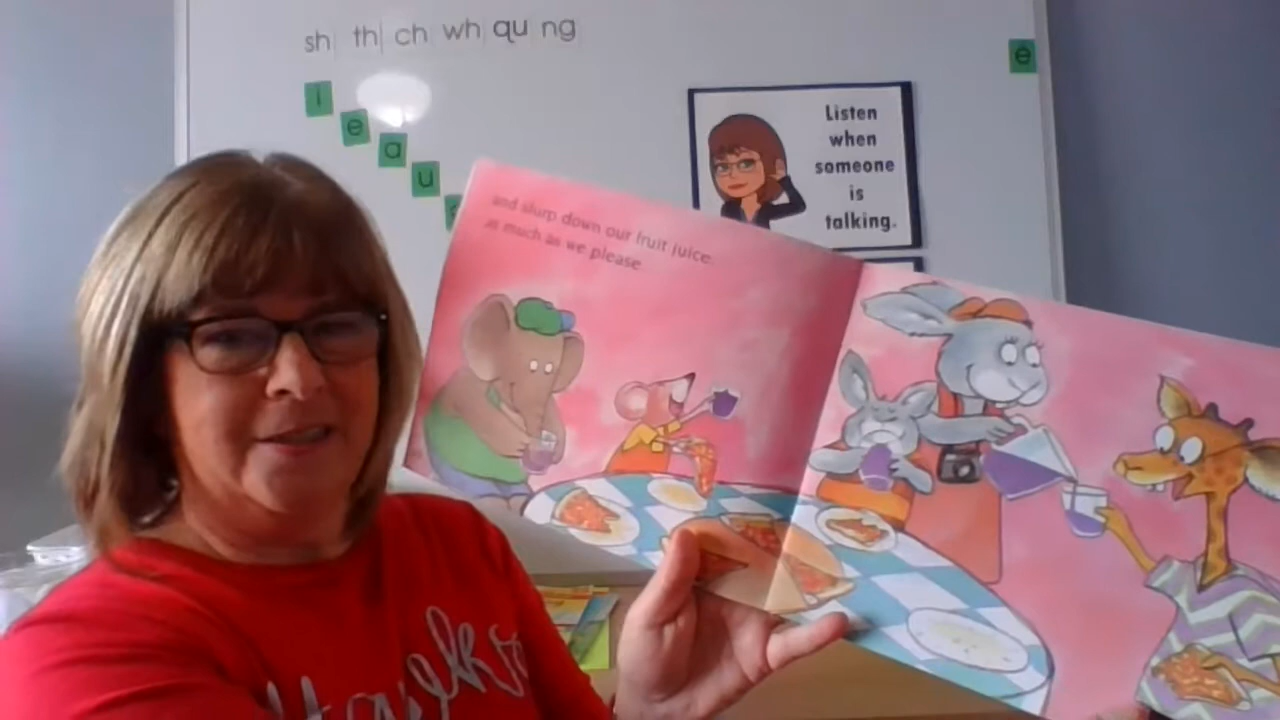 sh th ch wh qu ng
e
i
e
a
u
Listen
when
someone
is
talking.
and slurp down our fruit juice
as much as we please